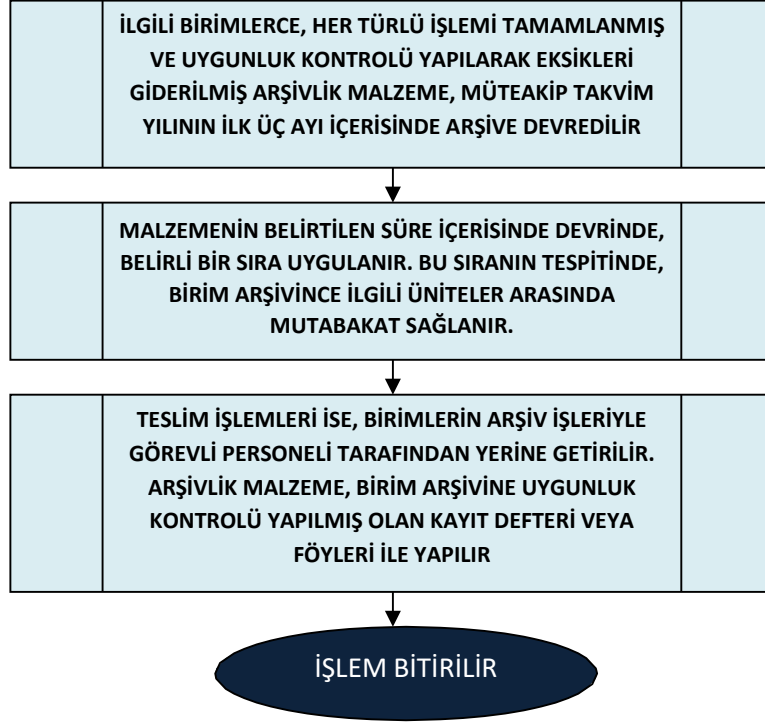 İLGİLİ BİRİMLERCE, HER TÜRLÜ İŞLEMİ TAMAMLANMIŞ
VE UYGUNLUK KONTROLÜ YAPILARAK EKSİKLERİ
GİDERİLMİŞ ARŞİVLİK MALZEME, MÜTEAKİP TAKVİM
YILININ İLK ÜÇ AYI İÇERİSİNDE ARŞİVE DEVREDİLİR
MALZEMENİN BELİRTİLEN SÜRE İÇERİSİNDE DEVRİNDE,
BELİRLİ BİR SIRA UYGULANIR. BU SIRANIN TESPİTİNDE,
BİRİM ARŞİVİNCE İLGİLİ ÜNİTELER ARASINDA
MUTABAKAT SAĞLANIR.
TESLİM İŞLEMLERİ İSE, BİRİMLERİN ARŞİV İŞLERİYLE
GÖREVLİ PERSONELİ TARAFINDAN YERİNE GETİRİLİR.
ARŞİVLİK MALZEME, BİRİM ARŞİVİNE UYGUNLUK
KONTROLÜ YAPILMIŞ OLAN KAYIT DEFTERİ VEYA
FÖYLERİ İLE YAPILIR
İŞLEM BİTİRİLİR